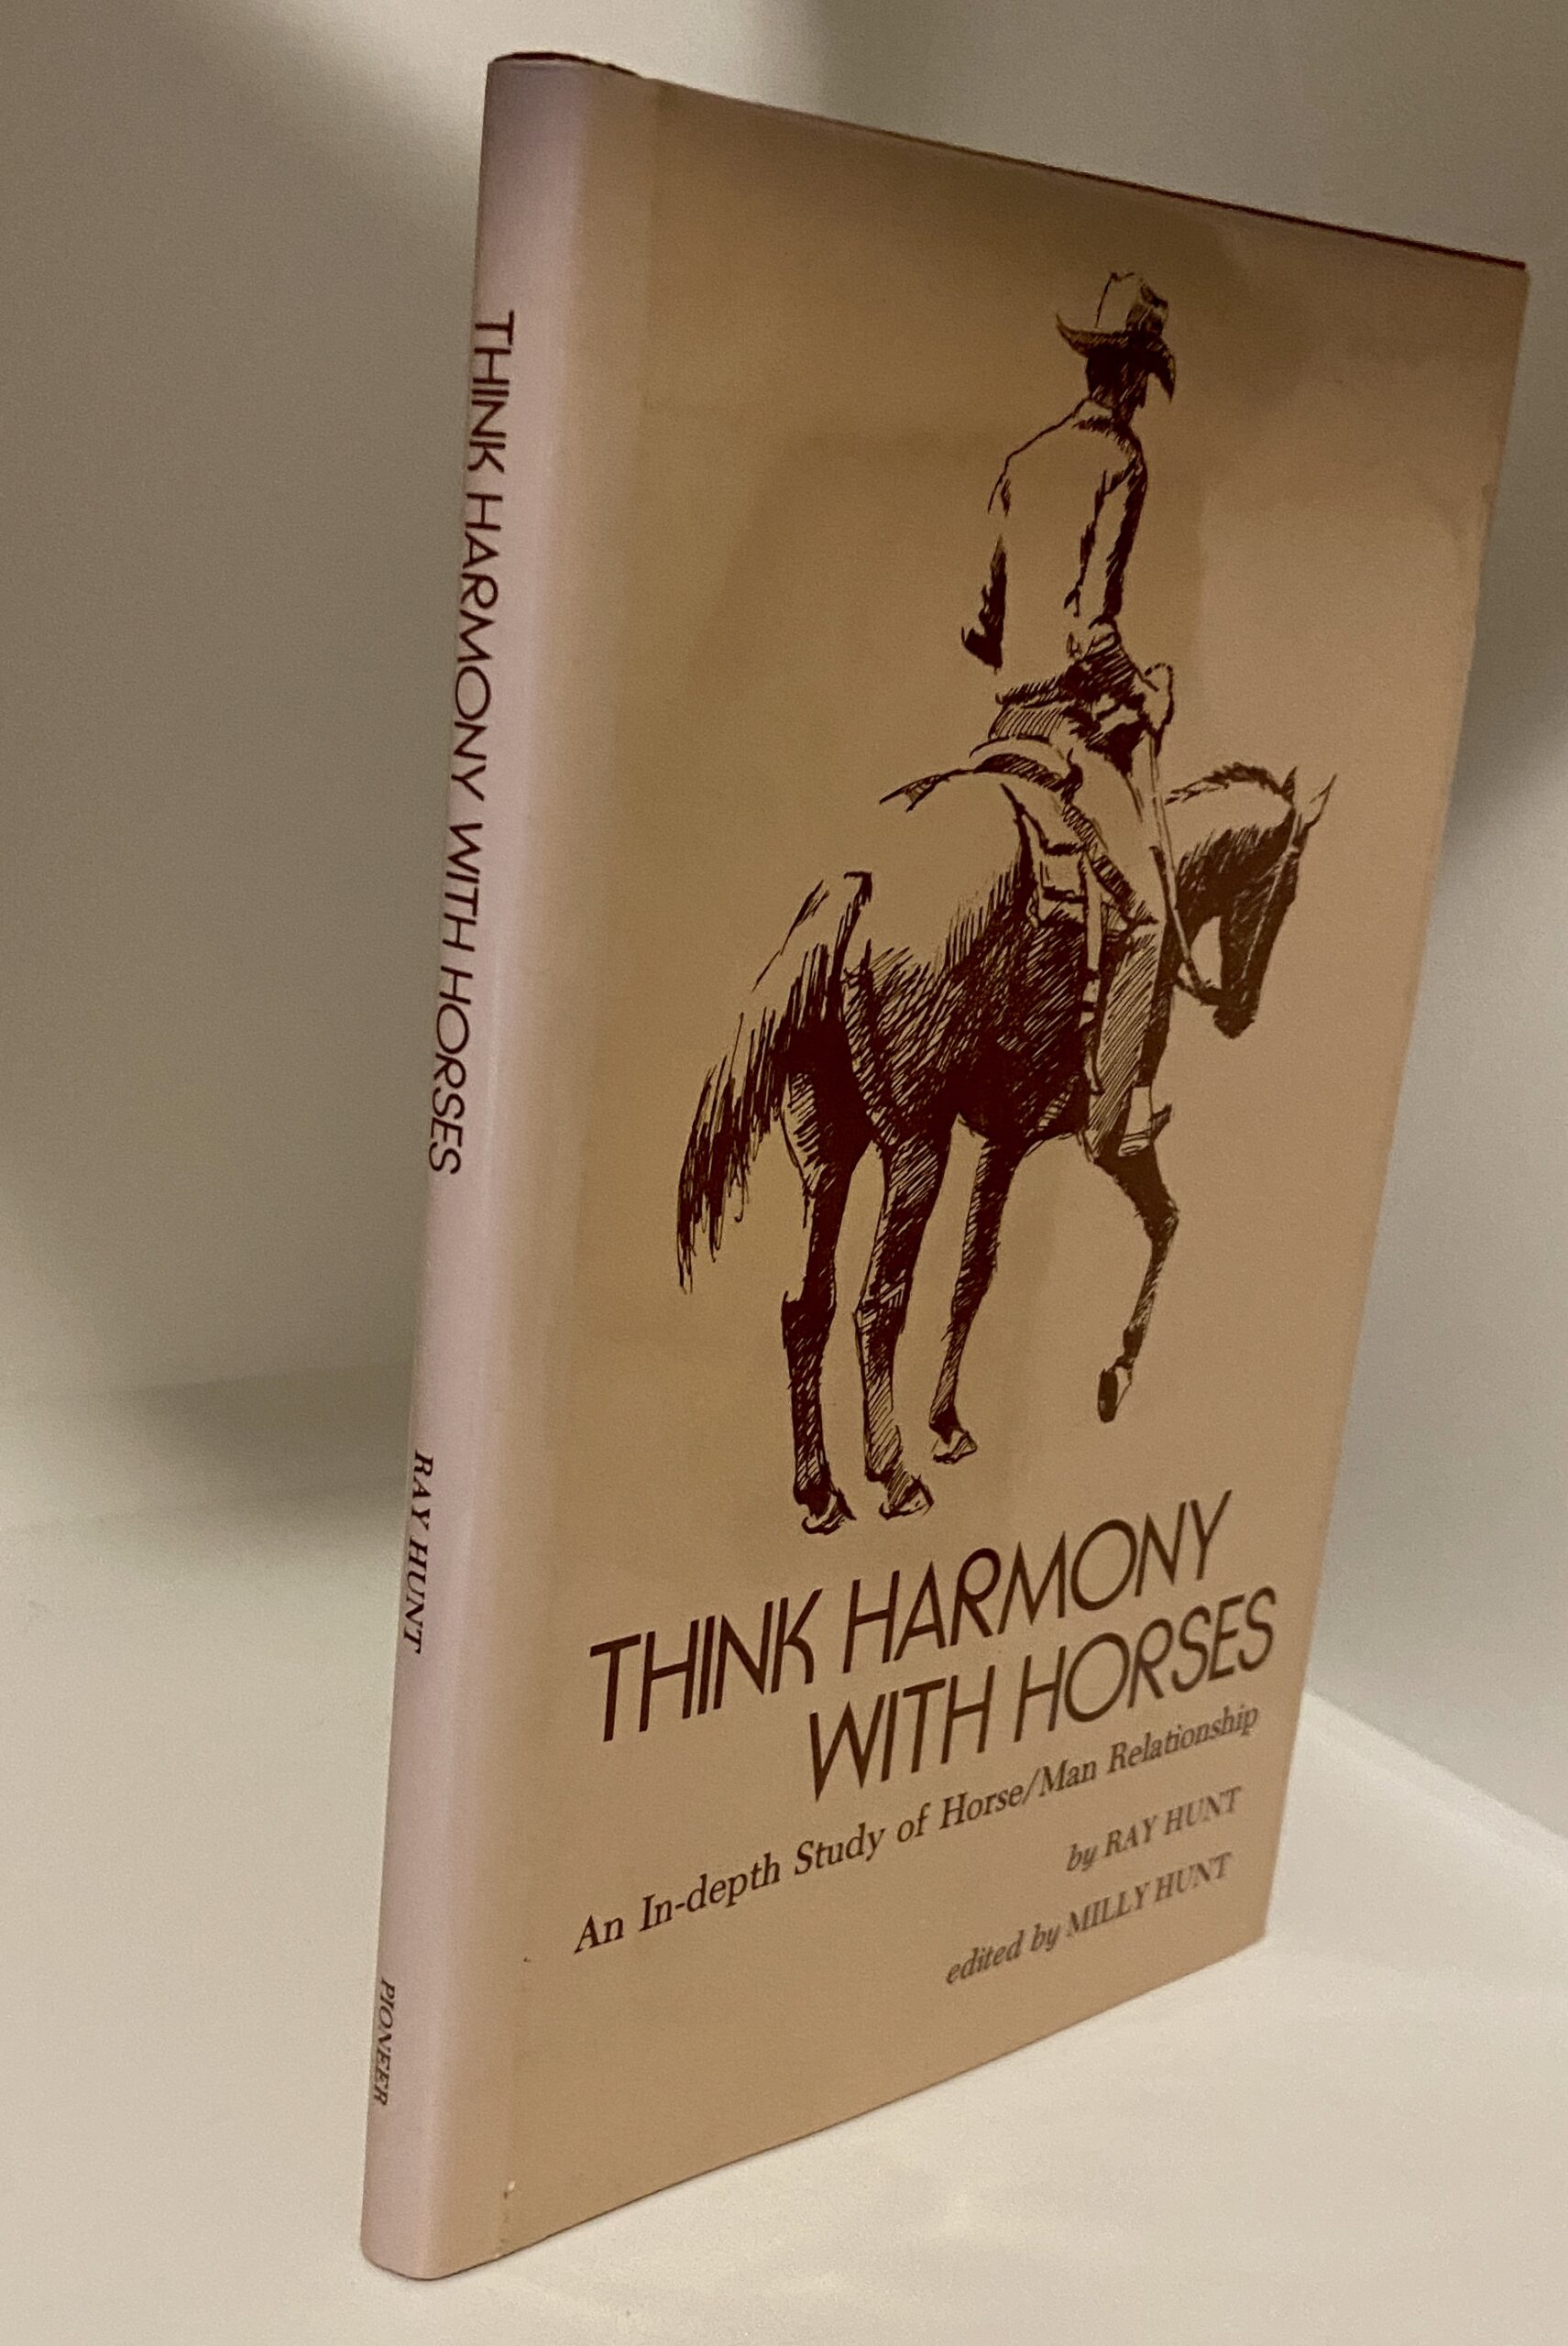 THINK HARMONY WITH HORSES
RAY HUNT
PIONEER
THINK HARMONY
WITH HORSES
An In-depth Study of Horse/Man Relationship
by RAY HUNT
edited by MILLY HUNT